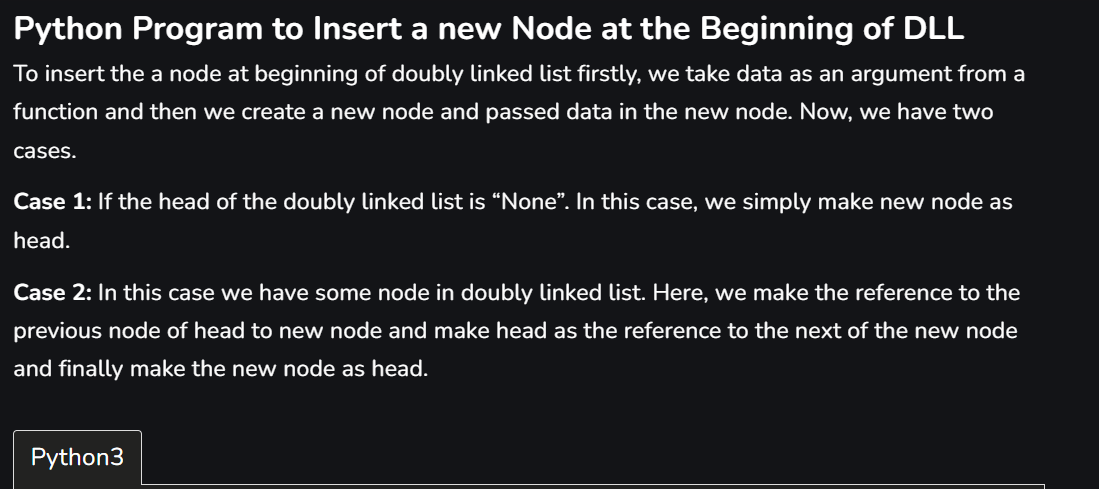 Python Program to Insert a new Node at the Beginning of DLL
To insert the a node at beginning of doubly linked list firstly, we take data as an argument from a
function and then we create a new node and passed data in the new node. Now, we have two
cases.
Case 1: If the head of the doubly linked list is “None”. In this case, we simply make new node as
head.
Case 2: In this case we have some node in doubly linked list. Here, we make the reference to the
previous node of head to new node and make head as the reference to the next of the new node
and finally make the new node as head.
Python3